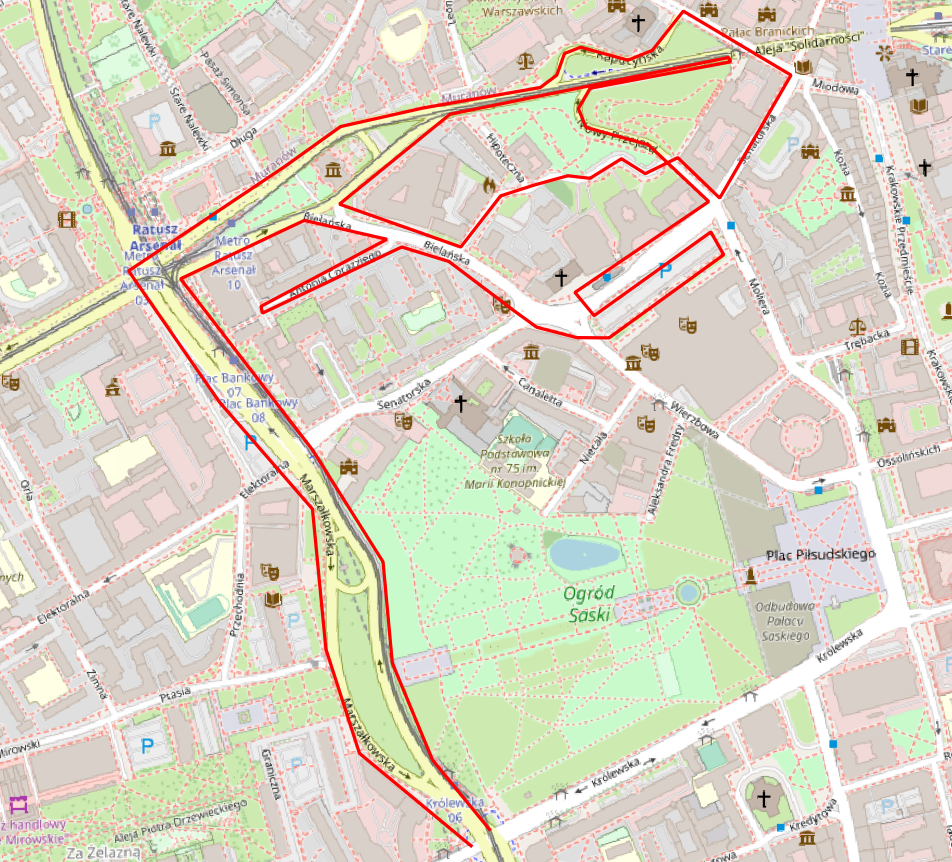 Warszawskich
Pałac Branickich
Aleja "Solidarności"
Stare Nalewki
Pasaż Simonsa
Stare Nalewki
Kapucyńska
Stare
Muranów
Miodowa
P
Długa
Nowy Przejazd
Senatorska
P
Hipoteczna
Muranów
Kozia
Krakowskie Przedmieście
Bielańska
Ratusz
Arsenał
Metro
Ratusz
Arsenał
03
Metro
Ratusz
Arsenał
10
Bielańska
Antonia Corazziego
P
Moliera
Kozia
Trębacka
Krakowskie
Plac Bankowy
07
Plac Bankowy
08
P
Senatorska
Canaletta
Wierzbowa
Szkoła
Podstawowa
nr 75 im.
Marii Konopnickiej
Niecała
Aleksandra Fredry
Ossolińskich
Elektoralna
Orla
Marszałkowska
Plac Piłsudskiego
nych
Elektoralna
Przechodnia
P
Ogród
Saski
Odbudowa
Pałacu
Saskiego
Królewska
Zimna
Ptasia
Marszałkowska
Mirowski
P
P
Graniczna
Królewska
Królewska
06
Kredytowa
P
z handlowy
e Mirówskie
Aleja Piotra Drzewieckiego
Za Żelazną